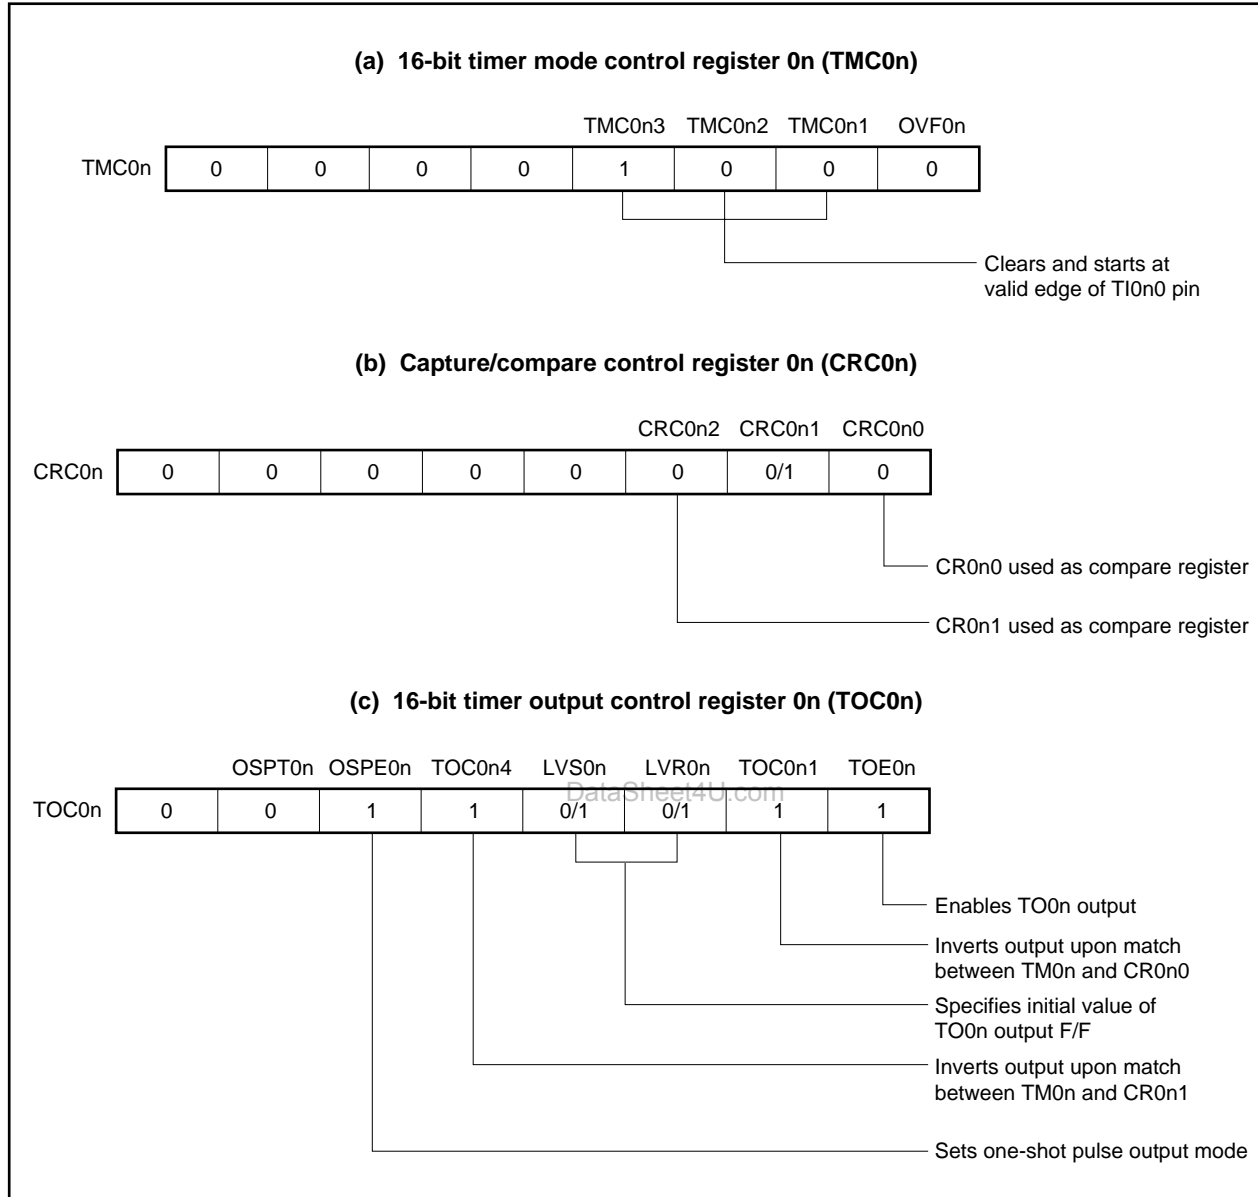 (a) 16-bit timer mode control register 0n (TMC0n)
TMC0n3 TMC0n2 TMC0n1 OVF0n
TMC0n 0 0 0 0 1 0 0 0
Clears and starts at
valid edge of TI0n0 pin
(b) Capture/compare control register 0n (CRC0n)
CRC0n2 CRC0n1 CRC0n0
CRC0n 0 0 0 0 0 0 0/1 0
CR0n0 used as compare register
CR0n1 used as compare register
(c) 16-bit timer output control register 0n (TOC0n)
OSPT0n OSPE0n TOC0n4 LVS0n LVR0n TOC0n1 TOE0n
DataSheet4U.com
TOC0n 0 0 1 1 0/1 0/1 1 1
Enables TO0n output
Inverts output upon match
between TM0n and CR0n0
Specifies initial value of
TO0n output F/F
Inverts output upon match
between TM0n and CR0n1
Sets one-shot pulse output mode